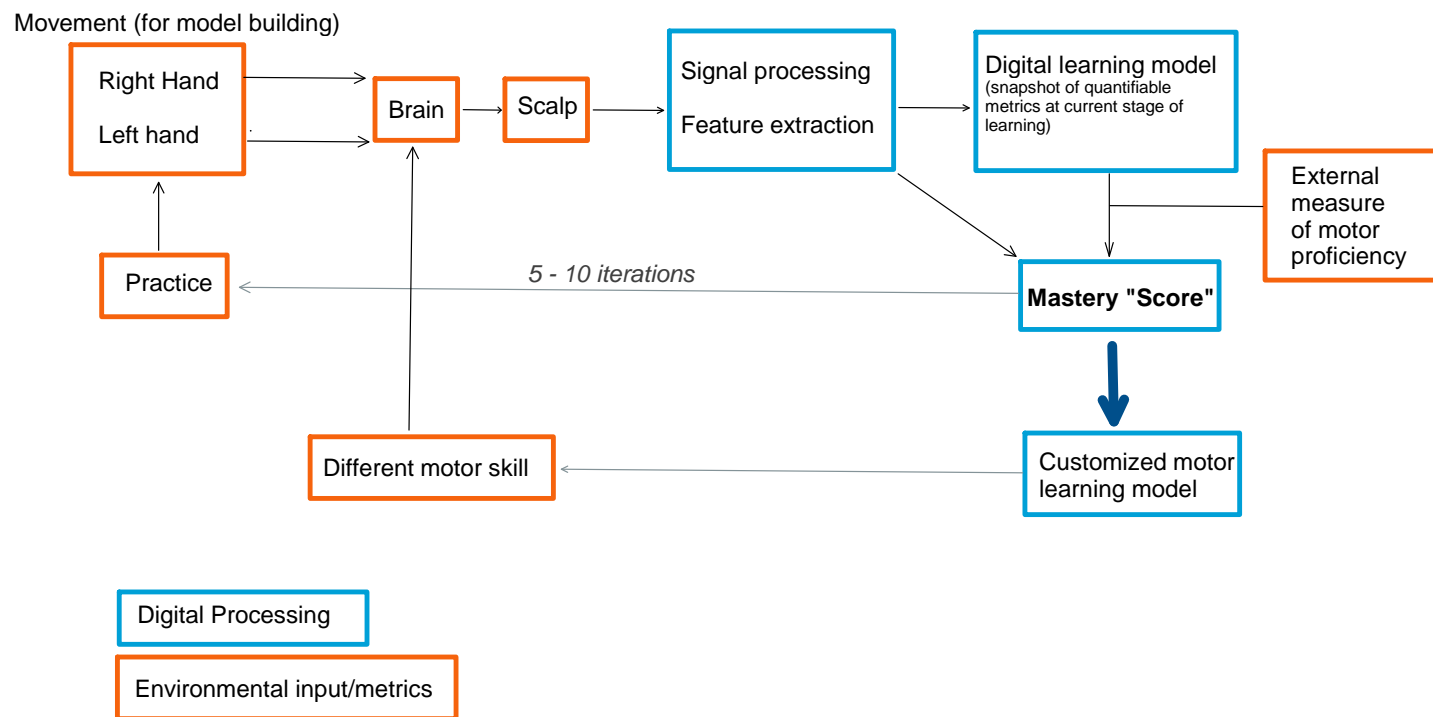 Movement (for model building)
Right Hand
Left hand
Brain
Scalp
Signal processing
Feature extraction
Digital learning model
(snapshot of quantifiable
metrics at current stage of
learning)
External
measure
of motor
proficiency
Practice
5 - 10 iterations
Mastery "Score"
Different motor skill
Customized motor
learning model
Digital Processing
Environmental input/metrics